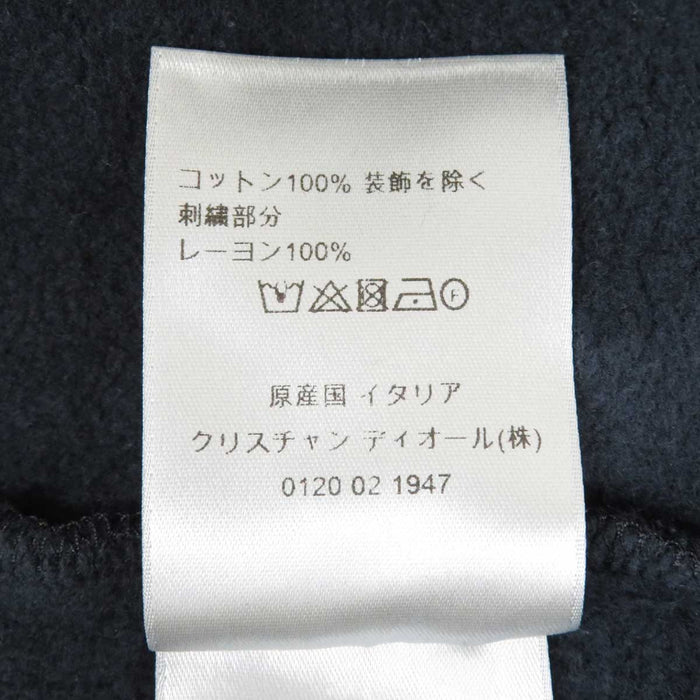 コットン100% 装飾を除く
刺繍部分
レーヨン100%
F
原産国 イタリア
クリスチャン ディオール(株)
0120 02 1947